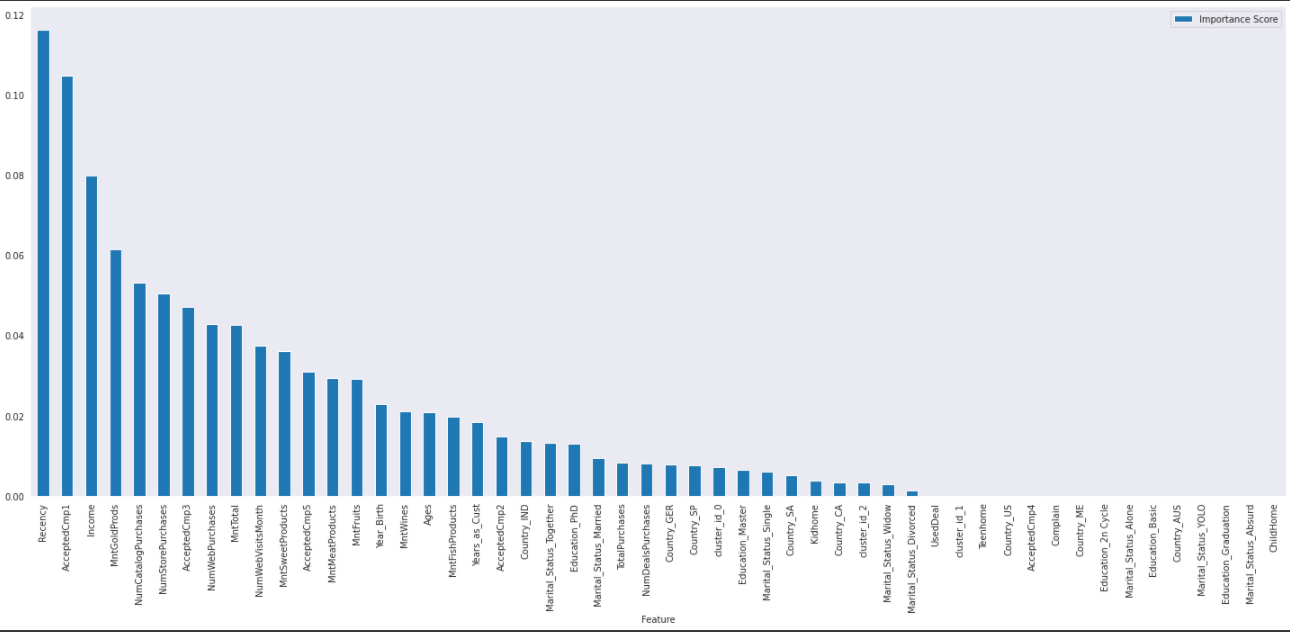 0.12
Importance Score
0.10
0.08
0.06
0.04
0.02
0.00
Recency
AcceptedCmp1
Income
MntGoldProds
NumCatalogPurchases
NumStorePurchases
AcceptedCmp3
NumWebPurchases
MntTotal
NumWebVisitsMonth
MntSweetProducts
AcceptedCmp5
MntMeatProducts
MntFruits
Year_Birth
MntWines
Ages
MntFishProducts
Years_as_Cust
AcceptedCmp2
Country_IND
Marital_Status_Together
Education_PhD
Marital_Status_Married
TotalPurchases
NumDealsPurchases
Country_GER
Country_SP
cluster_id_0
Education_Master
Marital_Status_Single
Country_SA
Kidhome
Country_CA
cluster_id_2
Marital_Status_Widow
Marital_Status_Divorced
UsedDeal
cluster_id_1
Teenhome
Country_US
AcceptedCmp4
Complain
Country_ME
Education_2n Cycle
Marital_Status_Alone
Education_Basic
Country_AUS
Marital_Status_YOLO
Education_Graduation
Marital_Status_Absurd
ChildHome
Feature